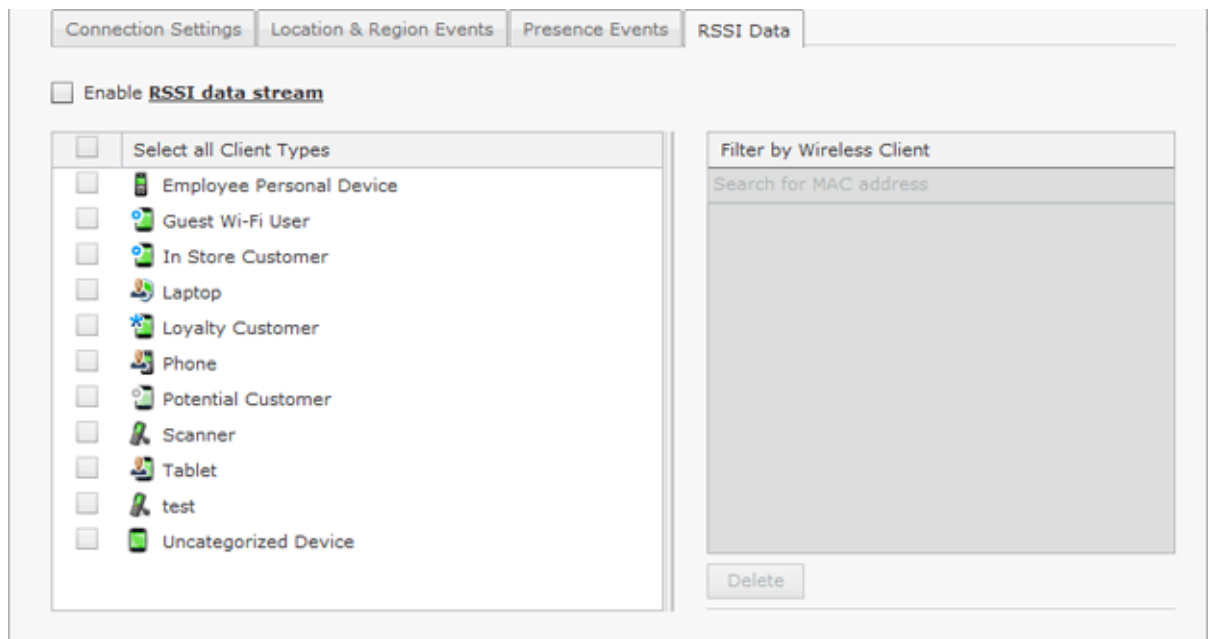 Connection Settings Location & Region Events Presence Events RSSI Data
Enable RSSI data stream
Select all Client Types
Employee Personal Device
Guest Wi-Fi User
In Store Customer
Laptop
Loyalty Customer
Phone
Potential Customer
Scanner
Tablet
test
Uncategorized Device
Filter by Wireless Client
Search for MAC address
Delete